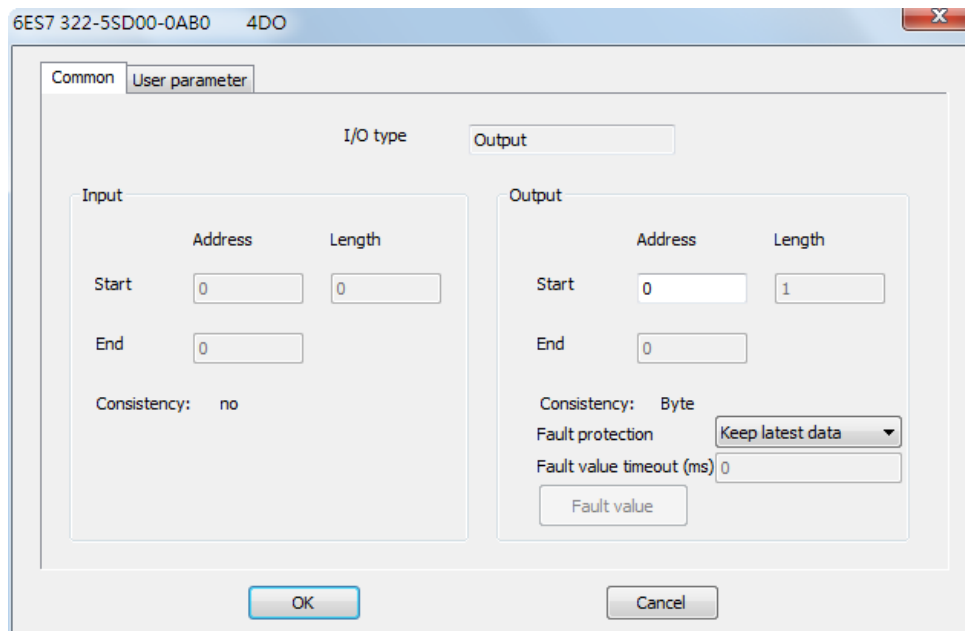 6ES7 322-5SD00-0AB0 4DO
Common User parameter
I/O type Output
Input
Address Length
Start 0 0
End 0
Consistency: no
Output
Address Length
Start 0 1
End 0
Consistency: Byte
Fault protection Keep latest data
Fault value timeout (ms) 0
Fault value
OK Cancel